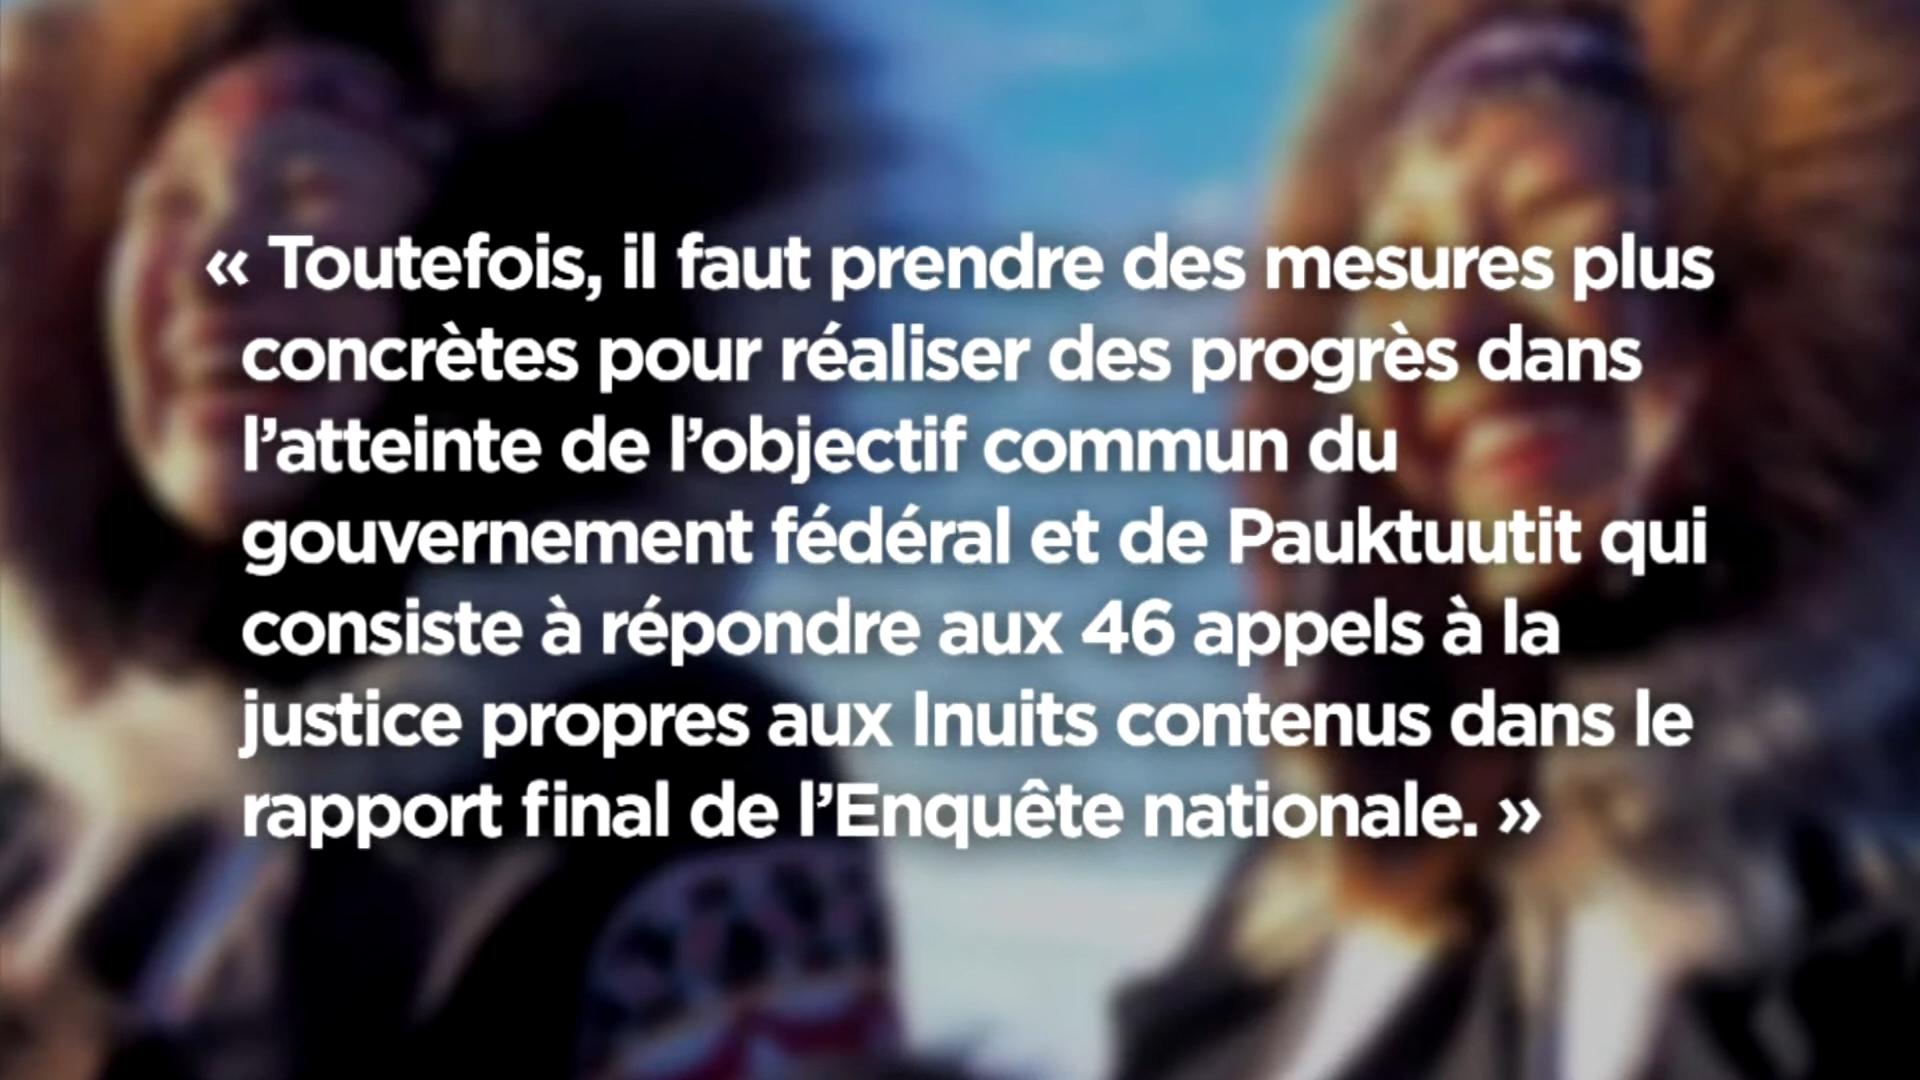 « Toutefois, il faut prendre des mesures plus
concrètes pour réaliser des progrès dans
l’atteinte de l’objectif commun du
gouvernement fédéral et de Pauktuutit qui
consiste à répondre aux 46 appels à la
justice propres aux Inuits contenus dans le
rapport final de l’Enquête nationale. »